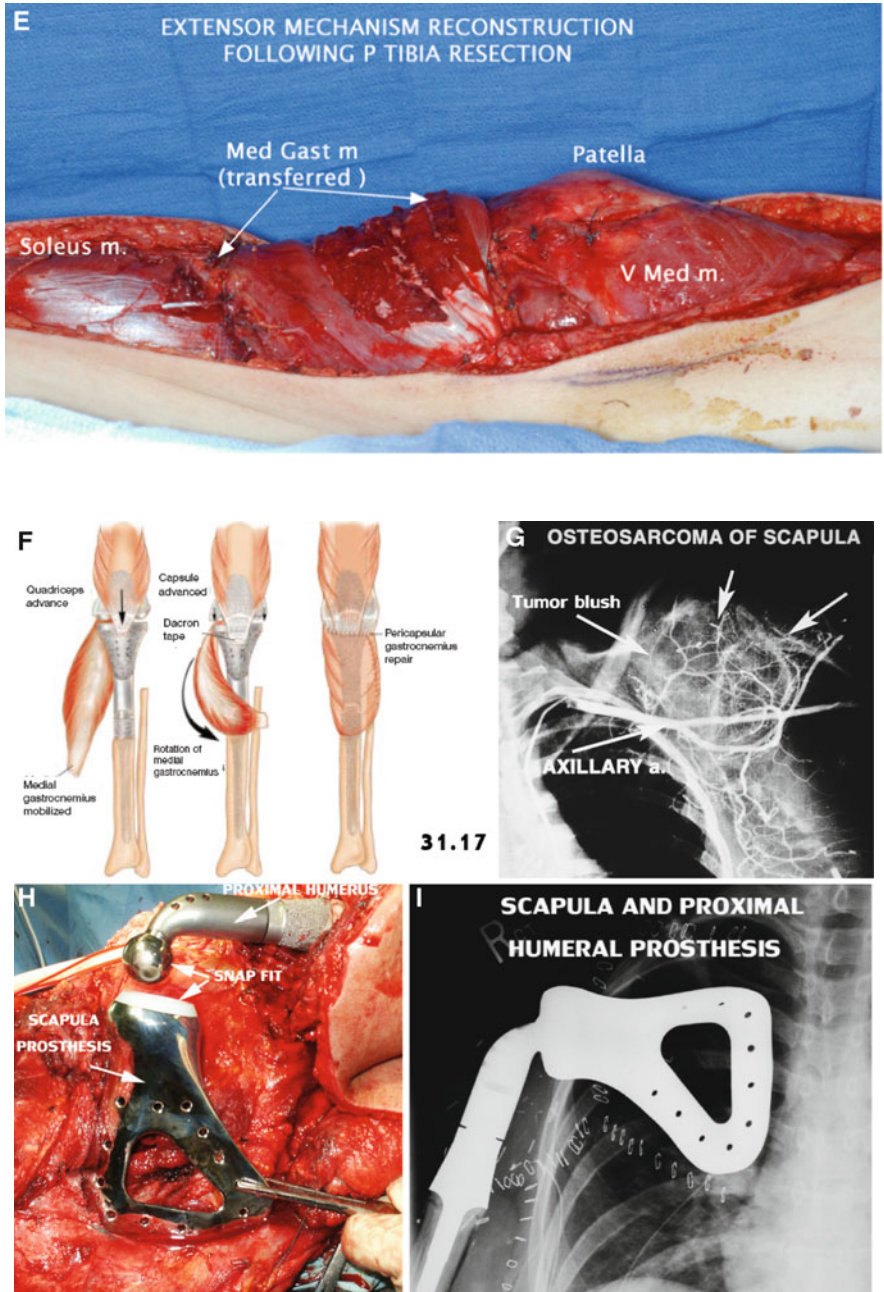 E
EXTENSOR MECHANISM RECONSTRUCTION
FOLLOWING P TIBIA RESECTION
Med Gast m
(transferred )
Patella
Soleus m.
V Med m.
F
Quadriceps
advance
Capsule
advanced
Dacron
tape
Pericapsular
gastrocnemius
repair
Rotation of
medial
gastrocnemius
Medial
gastrocnemius
mobilized
31.17
G
OSTEOSARCOMA OF SCAPULA
Tumor blush
AXILLARY a.
H
PROXIMAL HUMERUS
SNAP FIT
SCAPULA
PROSTHESIS
I
SCAPULA AND PROXIMAL
HUMERAL PROSTHESIS
R